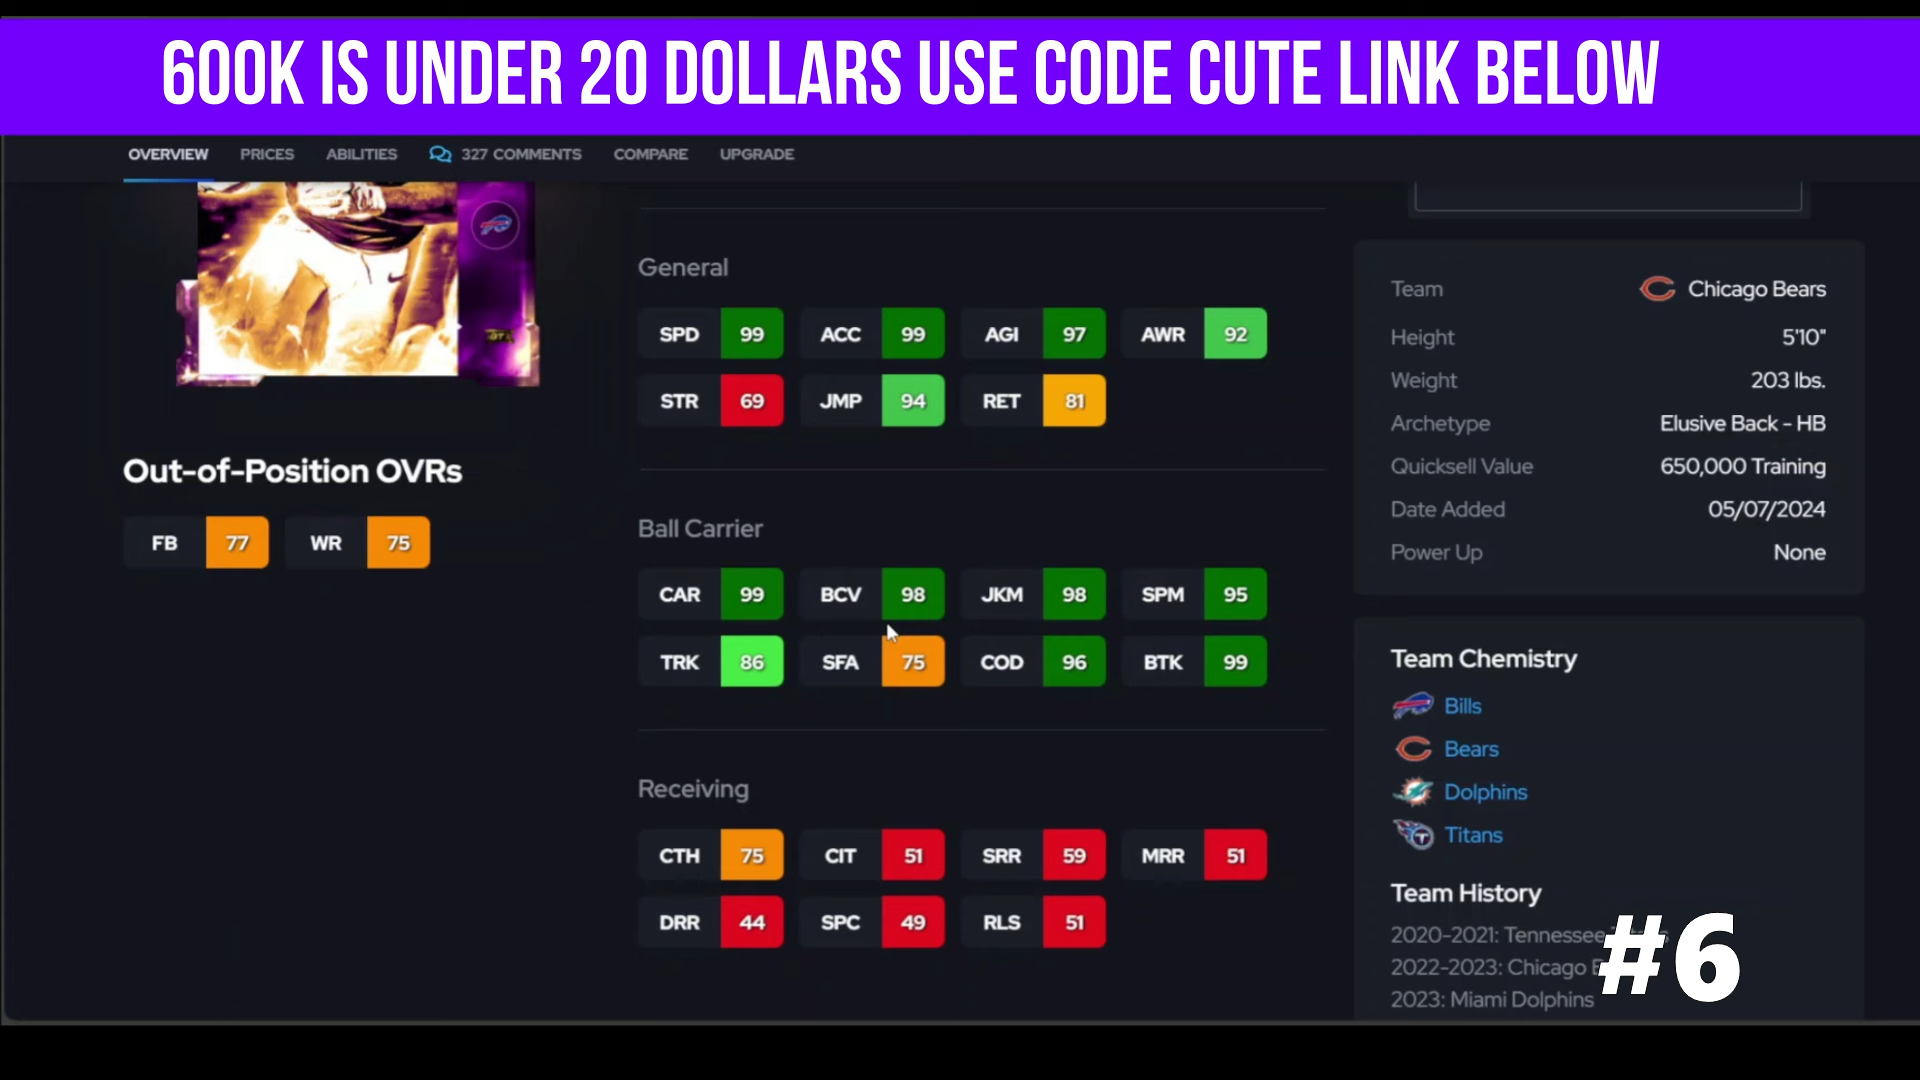 600K IS UNDER 20 DOLLARS USE CODE CUTE LINK BELOW
OVERVIEW PRICES ABILITIES 327 COMMENTS COMPARE UPGRADE
Out-of-Position OVRs
FB 77 WR 75
General
SPD 99 ACC 99 AGI 97 AWR 92
STR 69 JMP 94 RET 81
Ball Carrier
CAR 99 BCV 98 JKM 98 SPM 95
TRK 86 SFA 75 COD 96 BTK 99
Receiving
CTH 75 CIT 51 SRR 59 MRR 51
DRR 44 SPC 49 RLS 51
Team Chicago Bears
Height 5'10"
Weight 203 lbs.
Archetype Elusive Back - HB
Quicksell Value 650,000 Training
Date Added 05/07/2024
Power Up None
Team Chemistry
Bills
Bears
Dolphins
Titans
Team History
2020-2021: Tennessee
2022-2023: Chicago
2023: Miami Dolphins
#6